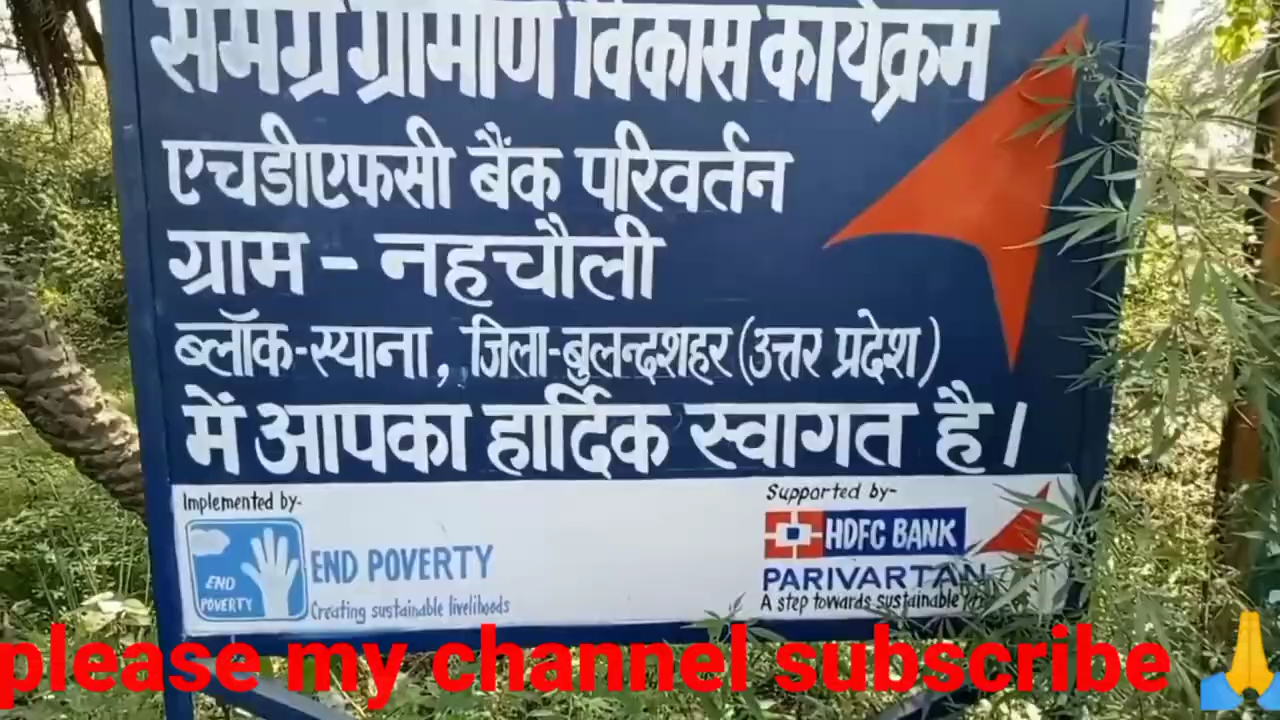 समग्र ग्रामीण विकास कार्यक्रम
एचडीएफसी बैंक परिवर्तन
ग्राम - नहचौली
ब्लॉक-स्याना, जिला-बुलन्दशहर (उत्तर प्रदेश)
में आपका हार्दिक स्वागत है।
Implemented by-
END POVERTY
END POVERTY
Creating sustainable livelihoods
Supported by-
HDFC BANK
PARIVARTAN
A step towards sustainable
please my channel subscribe 🙏